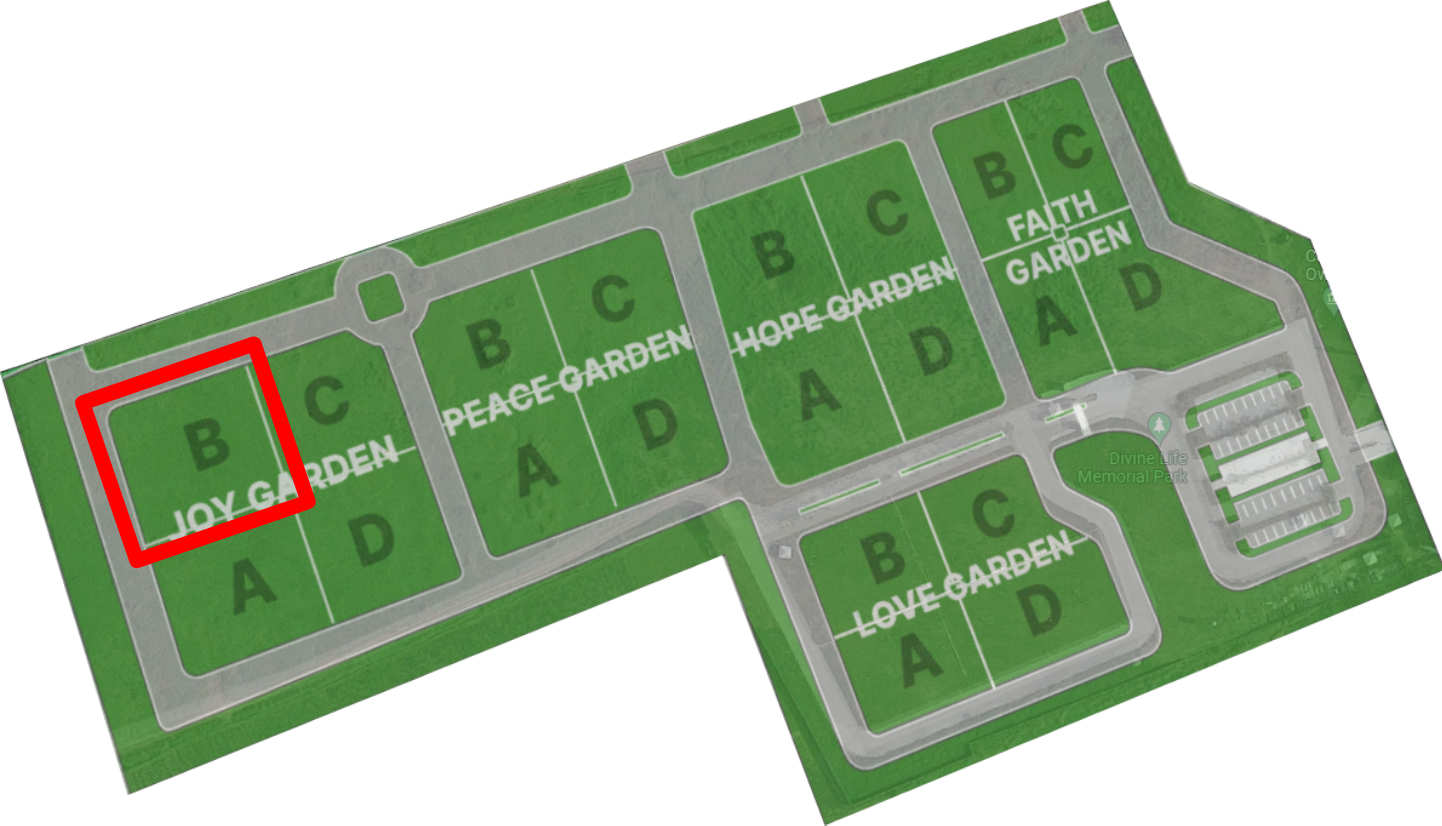 B C
JOY GARDEN
A D
B C
PEACE GARDEN
A D
B C
HOPE GARDEN
A D
B C
FAITH
GARDEN
A D
B C
LOVE GARDEN
A D
Divine Life
Memorial Park